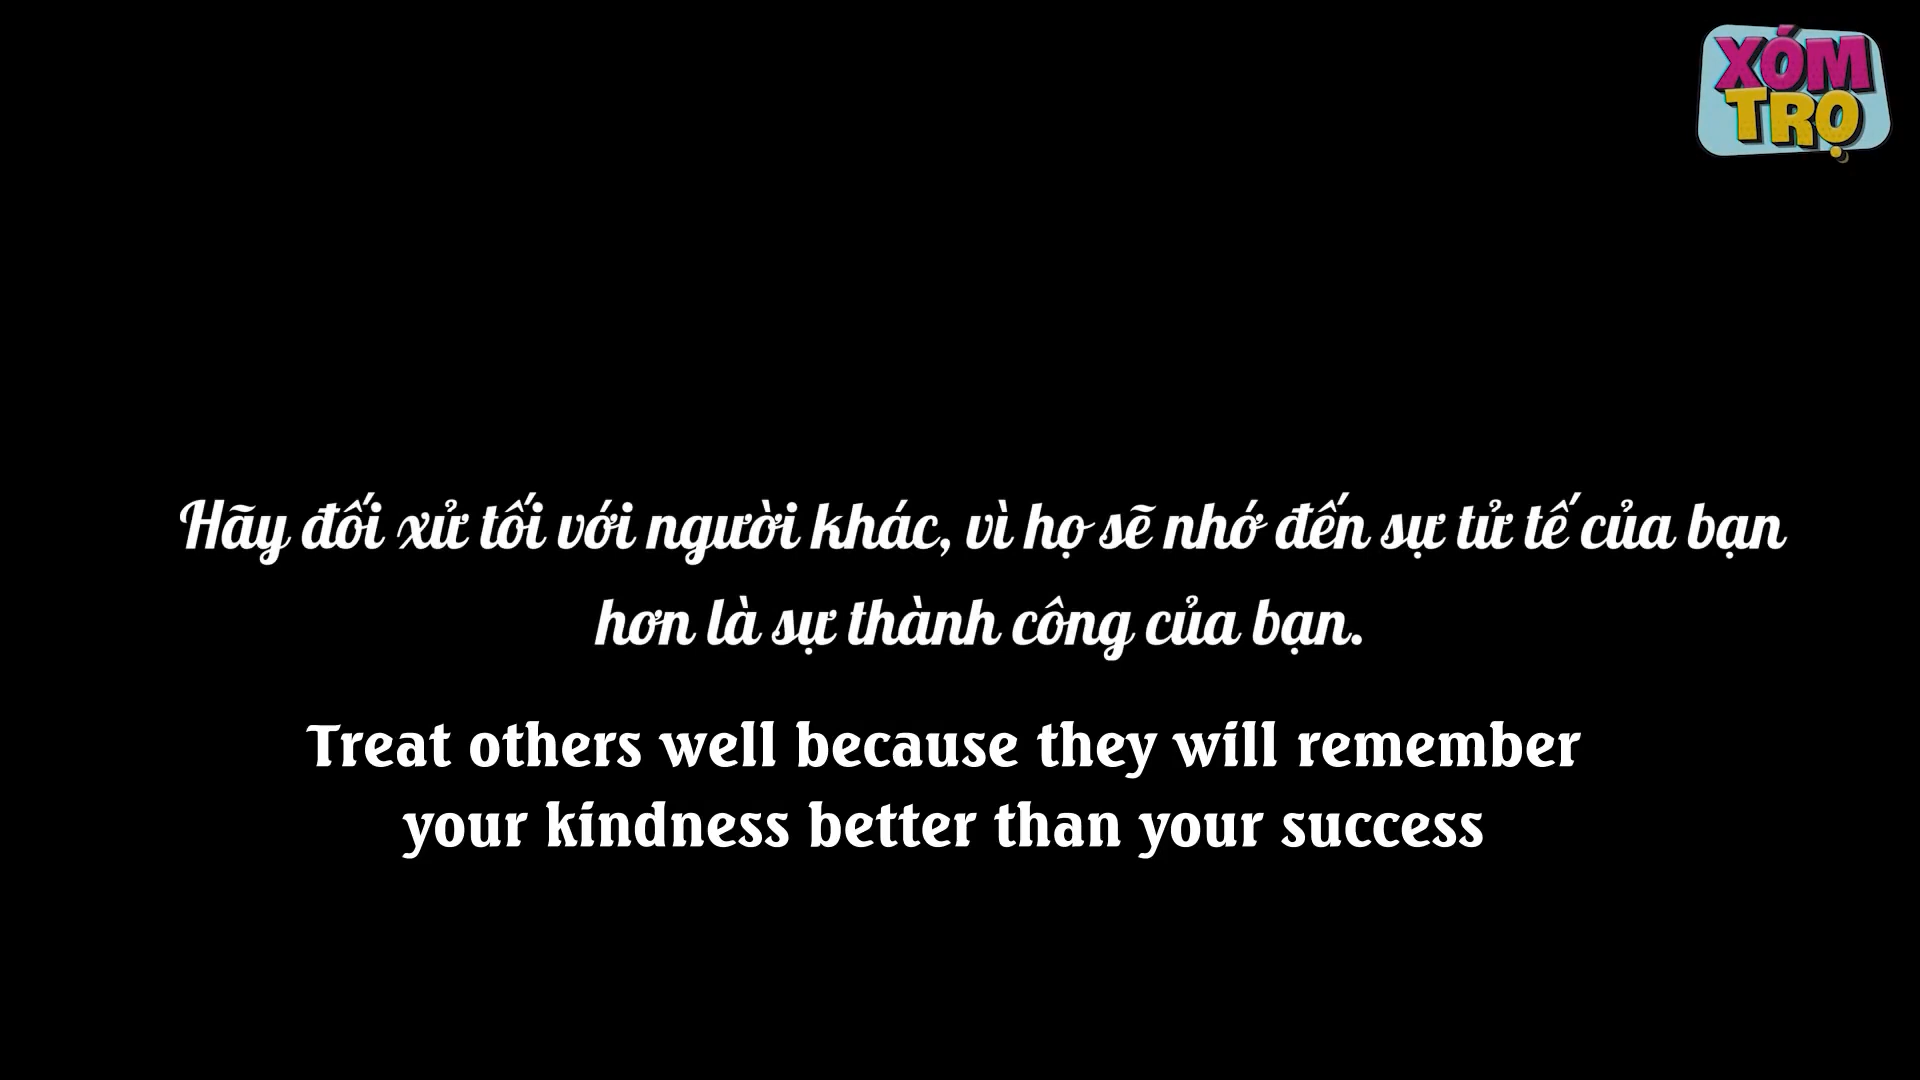 XÓM
TRỌ
Hãy đối xử tối với người khác, vì họ sẽ nhớ đến sự tử tế của bạn
hơn là sự thành công của bạn.
Treat others well because they will remember
your kindness better than your success